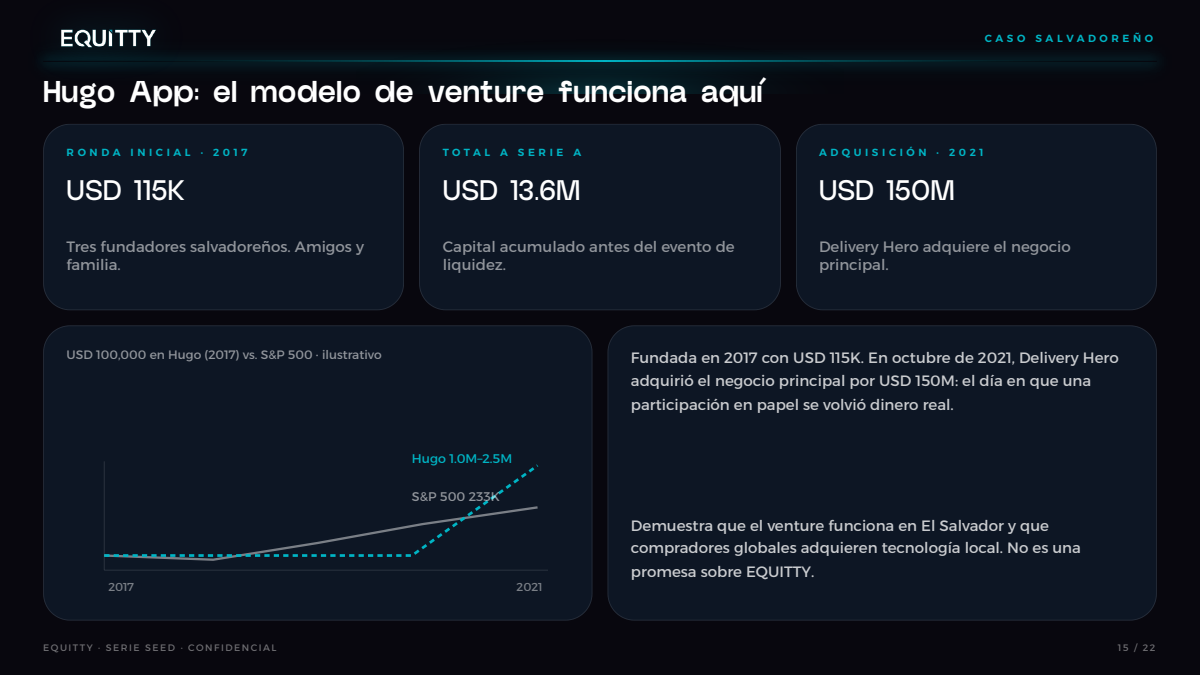 EQUITTY
CASO SALVADOREÑO
Hugo App: el modelo de venture funciona aquí
RONDA INICIAL · 2017
USD 115K
Tres fundadores salvadoreños. Amigos y
familia.
TOTAL A SERIE A
USD 13.6M
Capital acumulado antes del evento de
liquidez.
ADQUISICIÓN · 2021
USD 150M
Delivery Hero adquiere el negocio
principal.
USD 100,000 en Hugo (2017) vs. S&P 500 · ilustrativo
Hugo 1.0M–2.5M
S&P 500 233K
2017
2021
Fundada en 2017 con USD 115K. En octubre de 2021, Delivery Hero
adquirió el negocio principal por USD 150M: el día en que una
participación en papel se volvió dinero real.
Demuestra que el venture funciona en El Salvador y que
compradores globales adquieren tecnología local. No es una
promesa sobre EQUITTY.
EQUITTY · SERIE SEED · CONFIDENCIAL
15 / 22